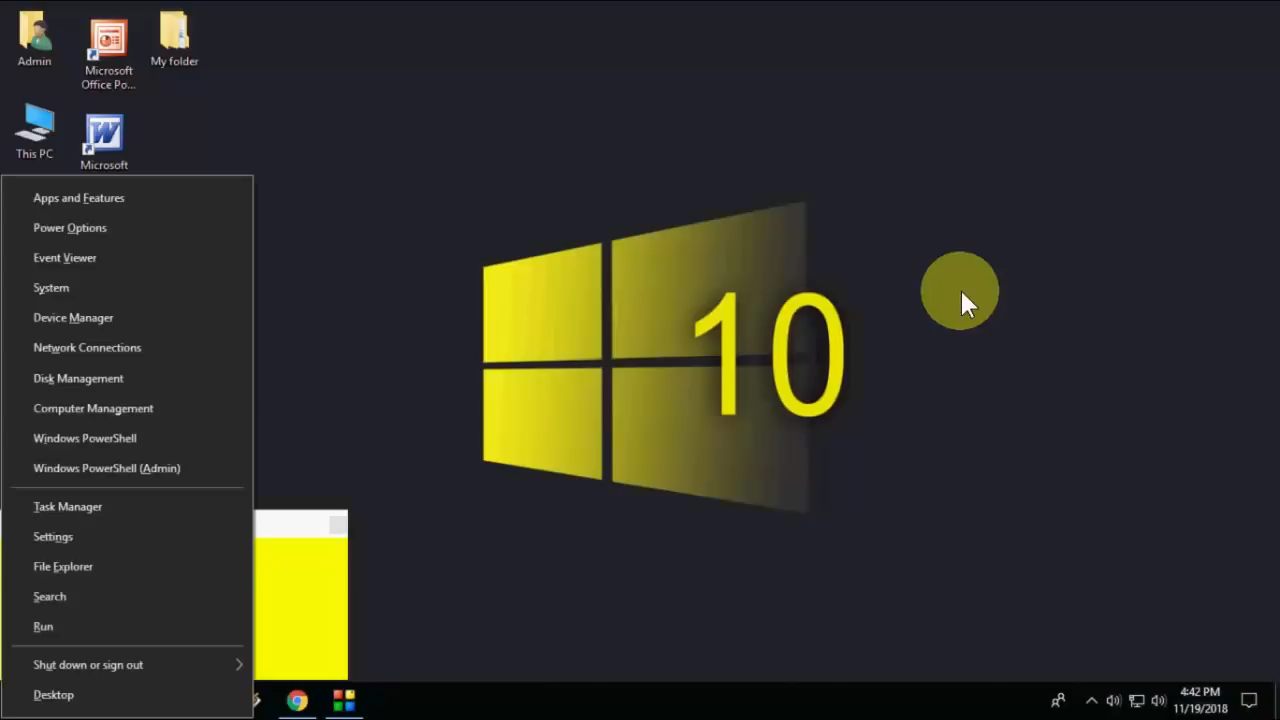 Admin
Microsoft
Office Po...
My folder
This PC
Microsoft
Apps and Features
Power Options
Event Viewer
System
Device Manager
Network Connections
Disk Management
Computer Management
Windows PowerShell
Windows PowerShell (Admin)
Task Manager
Settings
File Explorer
Search
Run
Shut down or sign out
Desktop
10
4:42 PM
11/19/2018